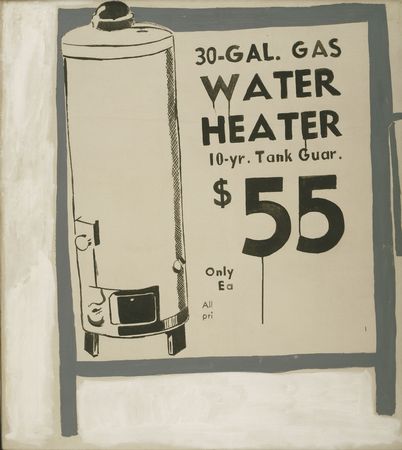 30-GAL. GAS
WATER
HEATER
10-yr. Tank Guar.
$55
Only
Ea
All
pri